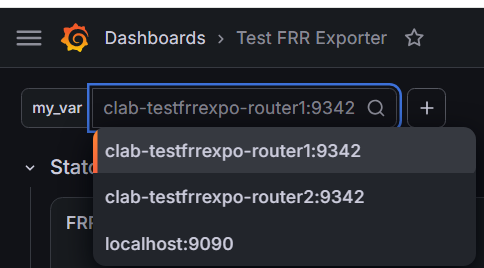 Dashboards › Test FRR Exporter
my_var clab-testfrrexpo-router1:9342
clab-testfrrexpo-router1:9342
clab-testfrrexpo-router2:9342
localhost:9090